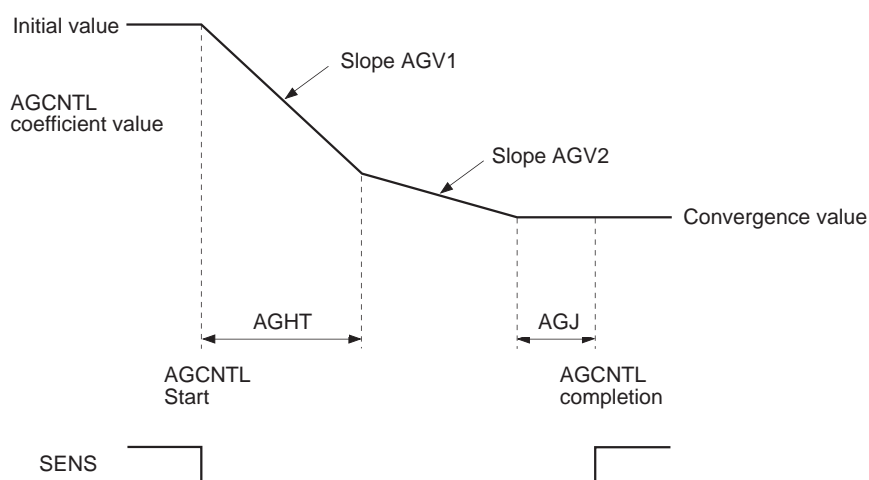 Initial value
Slope AGV1
AGCNTL
coefficient value
Slope AGV2
Convergence value
AGHT
AGJ
AGCNTL
Start
AGCNTL
completion
SENS